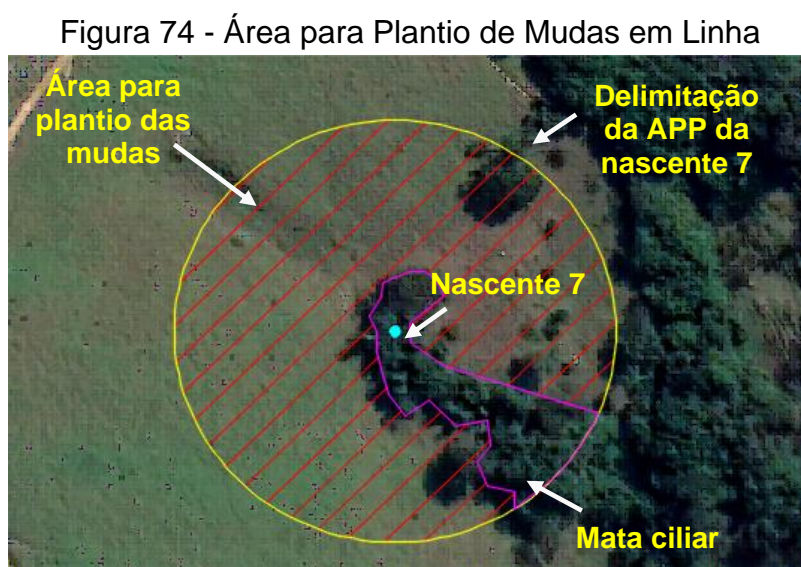 Figura 74 - Área para Plantio de Mudas em Linha
Área para
plantio das
mudas
Delimitação
da APP da
nascente 7
Nascente 7
Mata ciliar